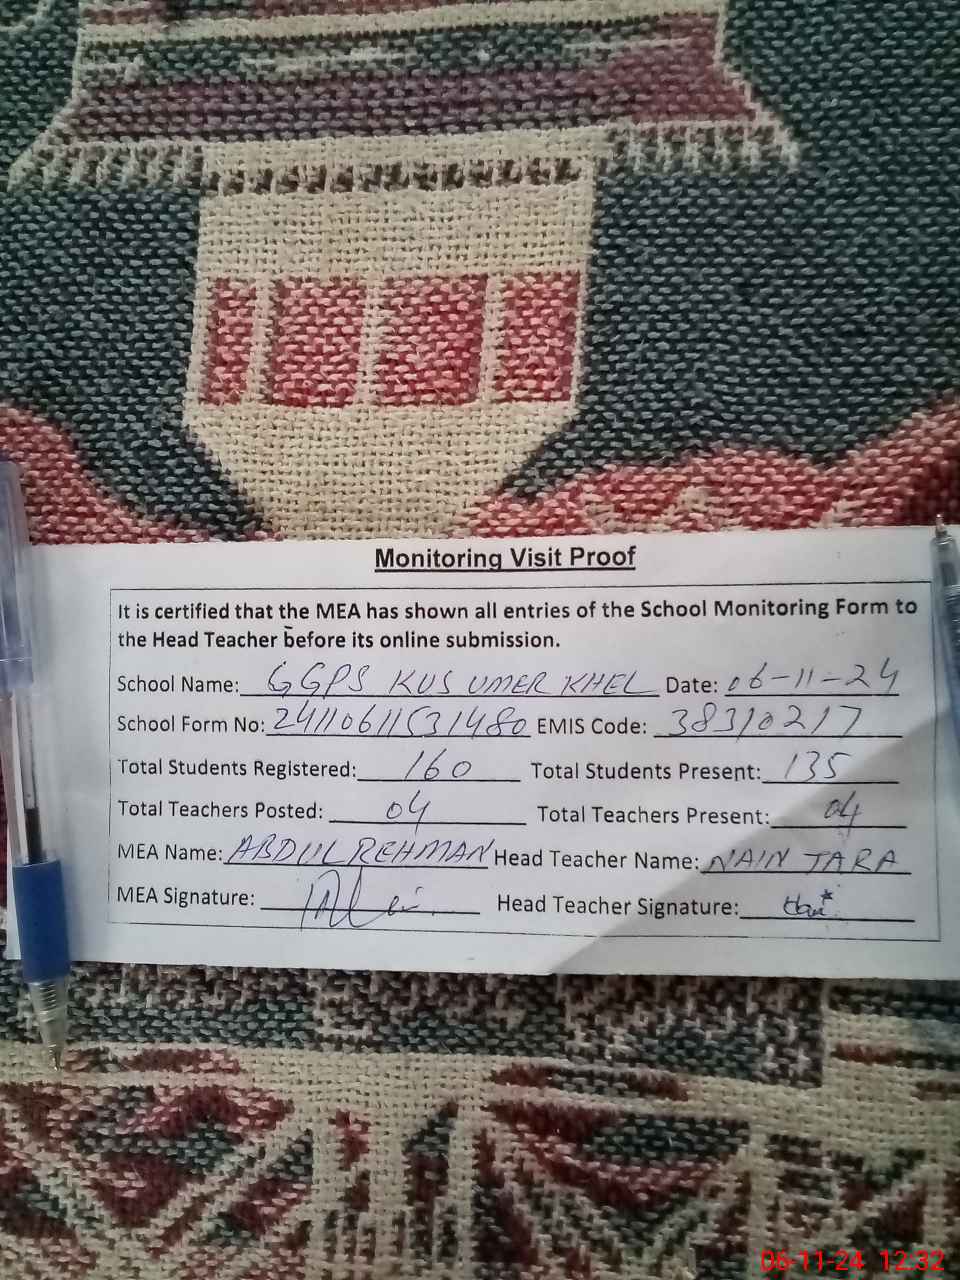 Monitoring Visit Proof
It is certified that the MEA has shown all entries of the School Monitoring Form to
the Head Teacher before its online submission.
School Name: GGPS KUS UMER KHEL Date: 06-11-24
School Form No: 241106111531480 EMIS Code: 38310217
Total Students Registered: 160 Total Students Present: 135
Total Teachers Posted: 04 Total Teachers Present: 04
MEA Name: ABDUL REHMAN Head Teacher Name: NAIN TARA
MEA Signature: Head Teacher Signature:
06-11-24 12:32